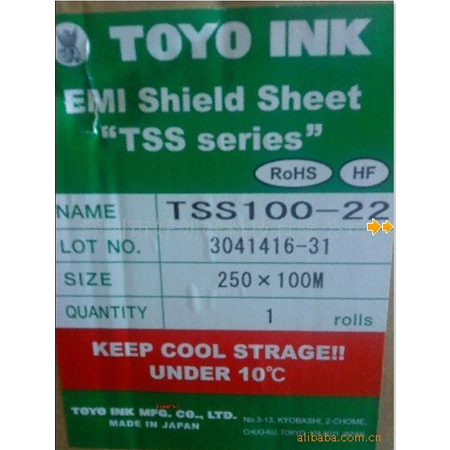 TOYO INK
EMI Shield Sheet
"TSS series"
RoHS HF
NAME TSS100-22
LOT NO. 3041416-31
SIZE 250×100M
QUANTITY 1 rolls
KEEP COOL STRAGE!!
UNDER 10℃
TOYO INK MFG. CO., LTD.
MADE IN JAPAN
No.3-13, KYOBASHI, 2-CHOME,
CHUO-KU, TOKYO,
alibaba.com.cn